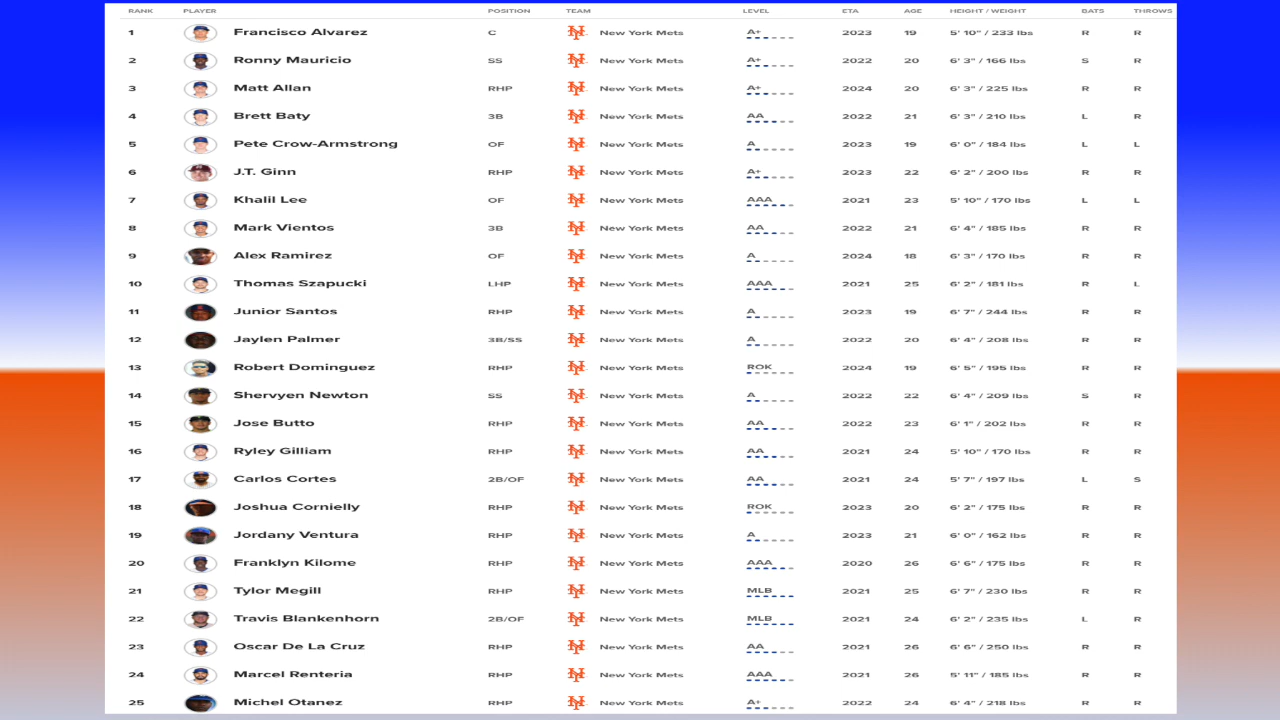 RANK PLAYER POSITION TEAM LEVEL ETA AGE HEIGHT / WEIGHT BATS THROWS
1 Francisco Alvarez C New York Mets A+ 2023 19 5' 10" / 233 lbs R R
2 Ronny Mauricio SS New York Mets A+ 2022 20 6' 3" / 166 lbs S R
3 Matt Allan RHP New York Mets A+ 2024 20 6' 3" / 225 lbs R R
4 Brett Baty 3B New York Mets AA 2022 21 6' 3" / 210 lbs L R
5 Pete Crow-Armstrong OF New York Mets A 2023 19 6' 0" / 184 lbs L L
6 J.T. Ginn RHP New York Mets A+ 2023 22 6' 2" / 200 lbs R R
7 Khalil Lee OF New York Mets AAA 2021 23 5' 10" / 170 lbs L L
8 Mark Vientos 3B New York Mets AA 2022 21 6' 4" / 185 lbs R R
9 Alex Ramirez OF New York Mets A 2024 18 6' 3" / 170 lbs R R
10 Thomas Szapucki LHP New York Mets AAA 2021 25 6' 2" / 181 lbs R L
11 Junior Santos RHP New York Mets A 2023 19 6' 7" / 244 lbs R R
12 Jaylen Palmer 3B/SS New York Mets A 2022 20 6' 4" / 208 lbs R R
13 Robert Dominguez RHP New York Mets ROK 2024 19 6' 5" / 195 lbs R R
14 Shervyen Newton SS New York Mets A 2022 22 6' 4" / 209 lbs S R
15 Jose Butto RHP New York Mets AA 2022 23 6' 1" / 202 lbs R R
16 Ryley Gilliam RHP New York Mets AA 2021 24 5' 10" / 170 lbs R R
17 Carlos Cortes 2B/OF New York Mets AA 2021 24 5' 7" / 197 lbs L S
18 Joshua Cornielly RHP New York Mets ROK 2023 20 6' 2" / 175 lbs R R
19 Jordany Ventura RHP New York Mets A 2023 21 6' 0" / 162 lbs R R
20 Franklyn Kilome RHP New York Mets AAA 2020 26 6' 6" / 175 lbs R R
21 Tylor Megill RHP New York Mets MLB 2021 25 6' 7" / 230 lbs R R
22 Travis Blankenhorn 2B/OF New York Mets MLB 2021 24 6' 2" / 235 lbs L R
23 Oscar De La Cruz RHP New York Mets AA 2021 26 6' 6" / 250 lbs R R
24 Marcel Renteria RHP New York Mets AAA 2021 26 5' 11" / 185 lbs R R
25 Michel Otanez RHP New York Mets A+ 2022 24 6' 4" / 218 lbs R R